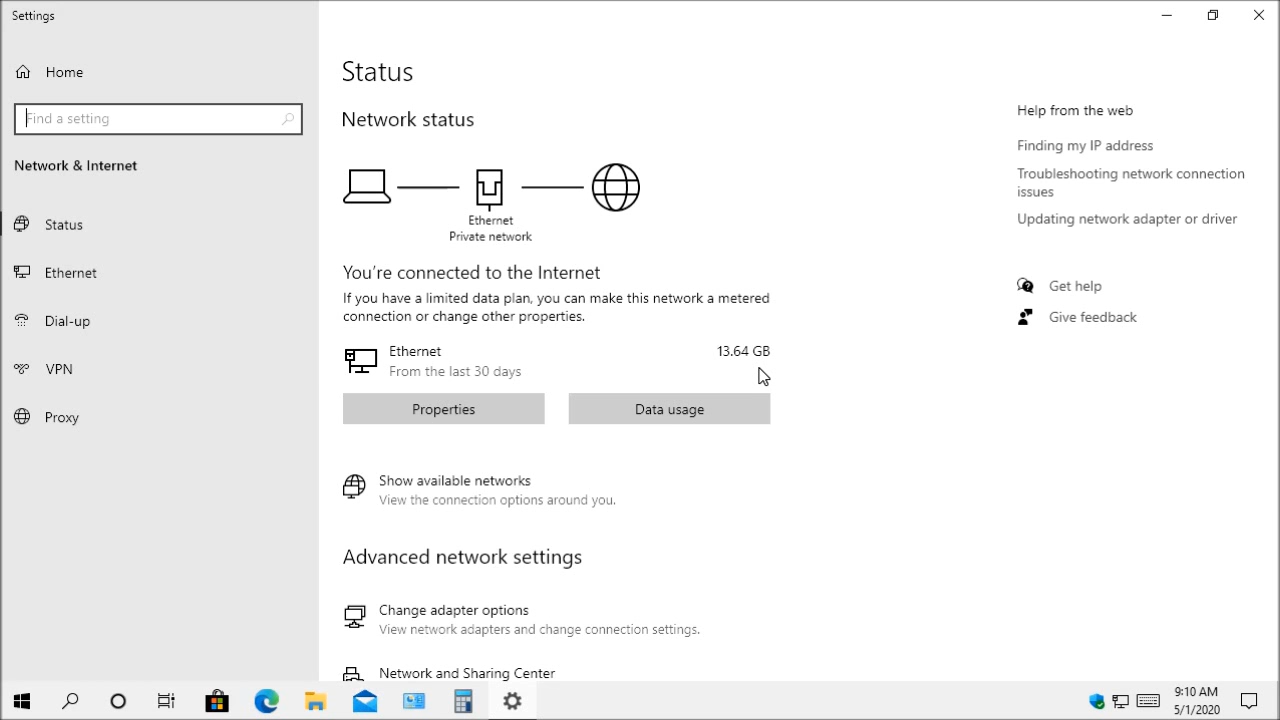 Settings
Home
Find a setting
Network & Internet
Status
Ethernet
Dial-up
VPN
Proxy
Status
Network status
Ethernet
Private network
You're connected to the Internet
If you have a limited data plan, you can make this network a metered
connection or change other properties.
Ethernet
13.64 GB
From the last 30 days
Properties
Data usage
Show available networks
View the connection options around you.
Advanced network settings
Change adapter options
View network adapters and change connection settings.
Network and Sharing Center
Help from the web
Finding my IP address
Troubleshooting network connection
issues
Updating network adapter or driver
Get help
Give feedback
9:10 AM
5/1/2020